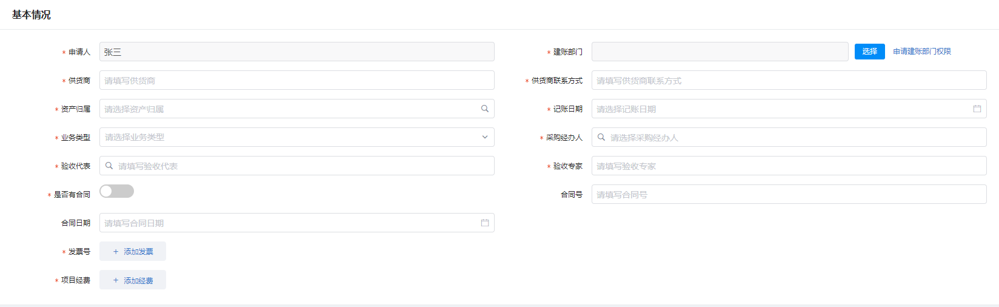 基本情况
* 申请人 张三 * 建账部门 选择 申请建账部门权限
* 供货商 请填写供货商 * 供货商联系方式 请填写供货商联系方式
* 资产归属 请选择资产归属 * 记账日期 请选择记账日期
* 业务类型 请选择业务类型 * 采购经办人 请选择采购经办人
* 验收代表 请填写验收代表 * 验收专家 请填写验收专家
* 是否有合同 合同号 请填写合同号
合同日期 请填写合同日期
* 发票号 + 添加发票
* 项目经费 + 添加经费